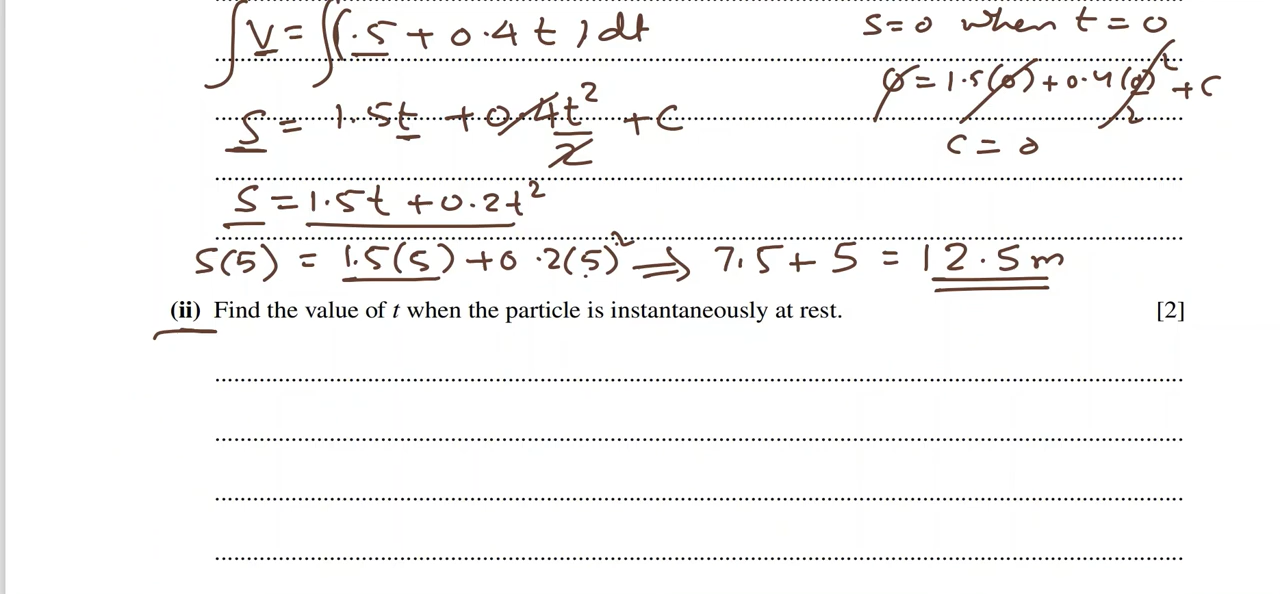 ∫V = ∫(1.5 + 0.4t)dt
s=0 when t=0
0 = 1.5(0) + 0.4(0)²/2 + C
S = 1.5t + 0.4t²/2 + C
C = 0
S = 1.5t + 0.2t²
S(5) = 1.5(5) + 0.2(5)² ⇒ 7.5 + 5 = 12.5m
(ii) Find the value of t when the particle is instantaneously at rest. [2]